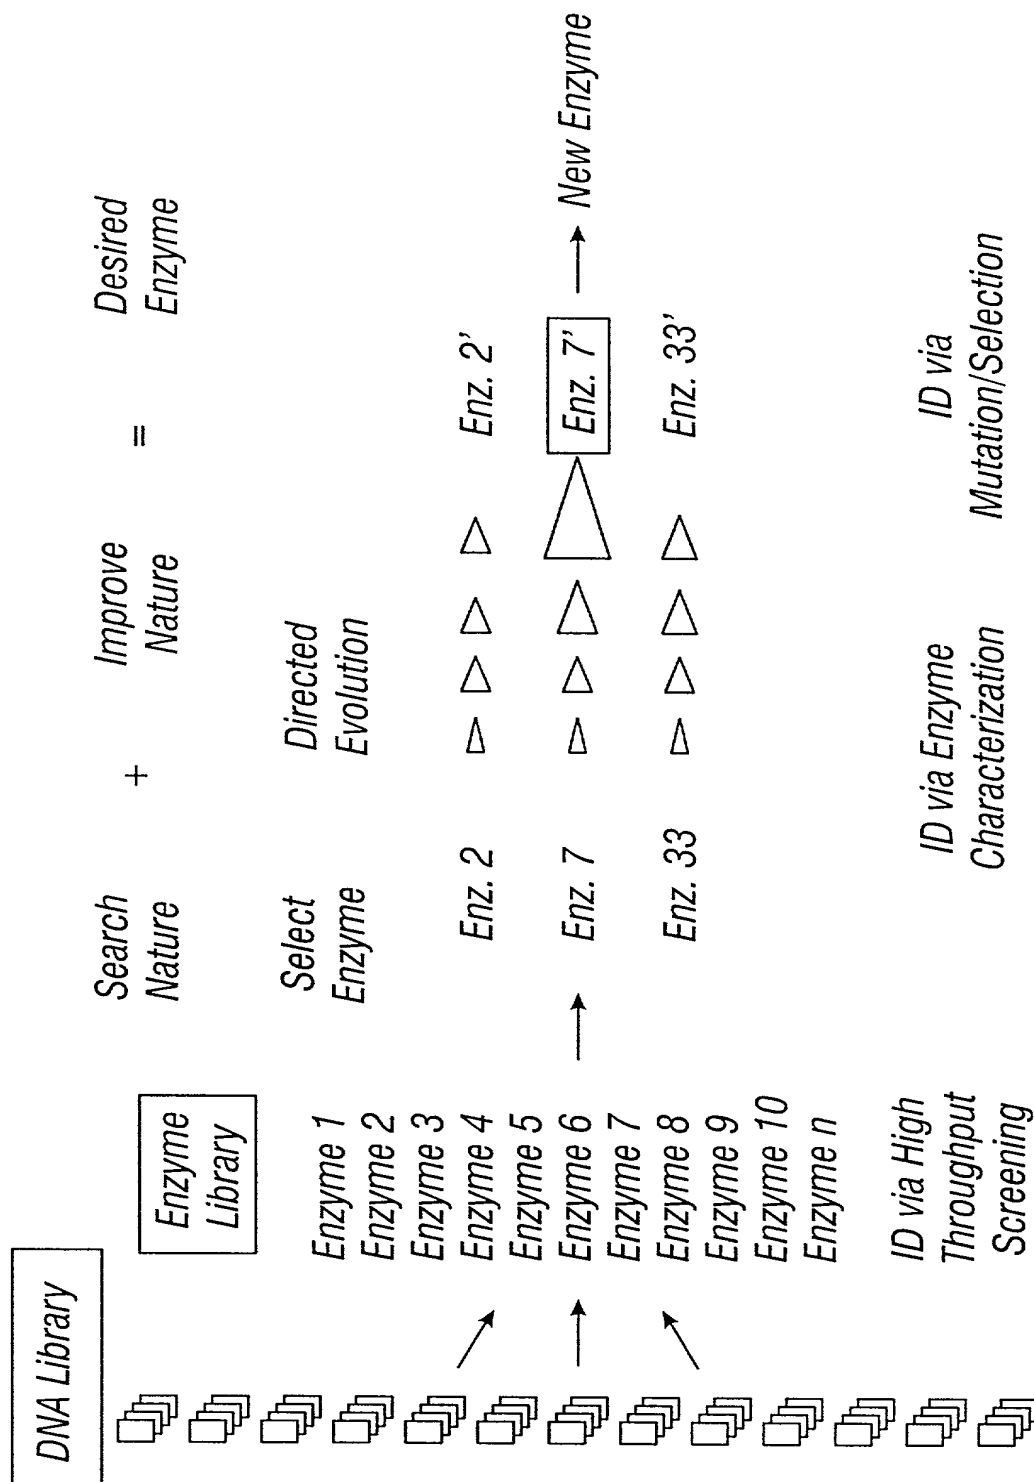 DNA Library
Enzyme
Library
Search
Nature
+
Improve
Nature
=
Desired
Enzyme
Enzyme 1
Enzyme 2
Enzyme 3
Enzyme 4
Enzyme 5
Enzyme 6
Enzyme 7
Enzyme 8
Enzyme 9
Enzyme 10
Enzyme n
Select
Enzyme
Enz. 2
Enz. 7
Enz. 33
Directed
Evolution
Enz. 2'
Enz. 7'
Enz. 33'
New Enzyme
ID via High
Throughput
Screening
ID via Enzyme
Characterization
ID via
Mutation/Selection